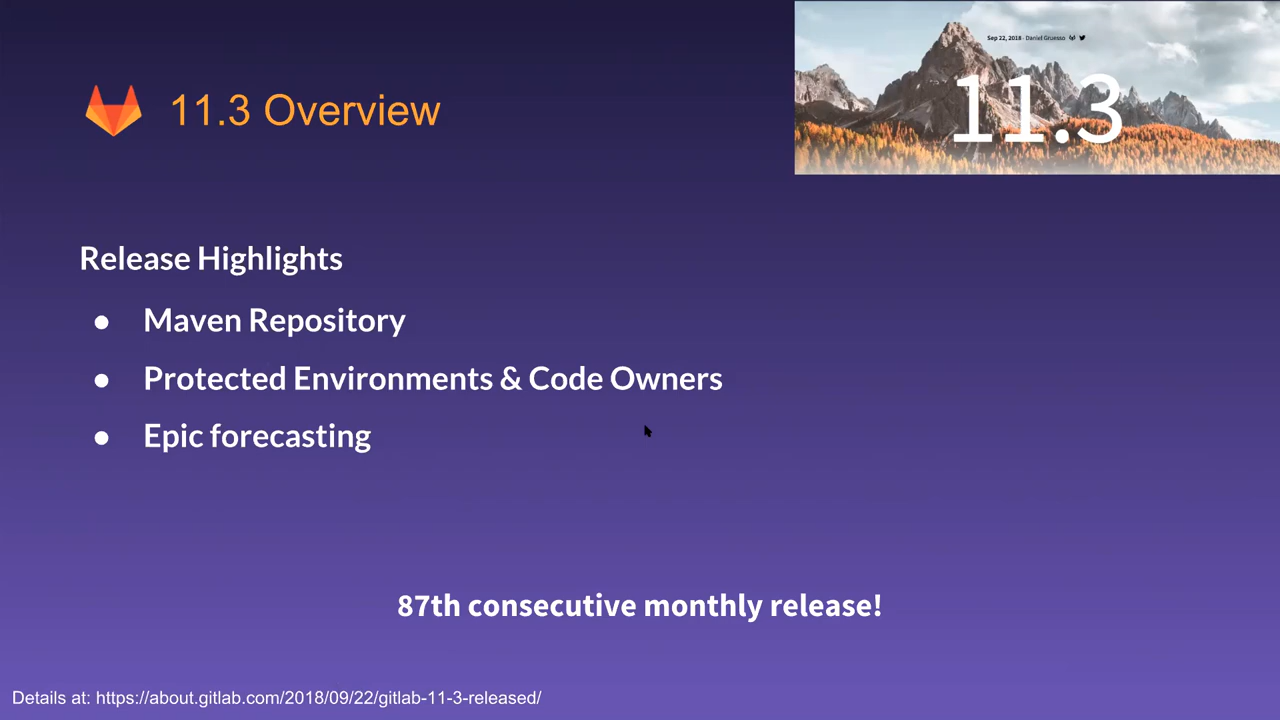 Sep 22, 2018 - Daniel Gruesso
11.3
11.3 Overview
Release Highlights
● Maven Repository
● Protected Environments & Code Owners
● Epic forecasting
87th consecutive monthly release!
Details at: https://about.gitlab.com/2018/09/22/gitlab-11-3-released/